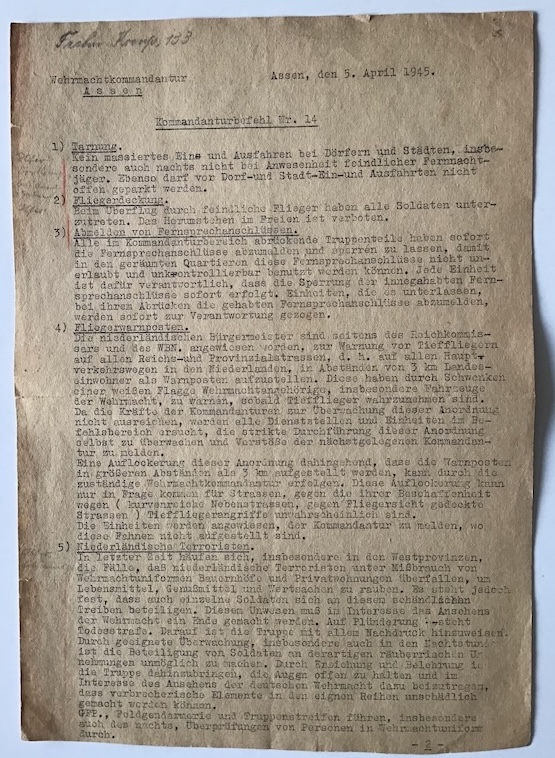 Wehrmachtkommandantur
Assen, den 5. April 1945.
A s s e n
Kommandanturbefehl Nr. 14
1) Tarnung.
Kein massiertes Ein- und Ausfahren bei Dörfern und Städten, insbe-
sondere auch nachts nicht bei Anwesenheit feindlicher Fernnacht-
jäger. Ebenso darf vor Dorf-und Stadt-Ein-und Ausfahrten nicht
offen geparkt werden.
2) Fliegerdeckung.
Beim Überflug durch feindliche Flieger haben alle Soldaten unter-
zutreten. Das Herumstehen im Freien ist verboten.
3) Abmelden von Fernsprechanschlüssen.
Alle im Kommandanturbereich abrückende Truppenteile haben sofort
die Fernsprechanschlüsse abzumelden und sperren zu lassen, damit
in den geräumten Quartieren diese Fernsprechanschlüsse nicht un-
erlaubt und unkontrollierbar benutzt werden können. Jede Einheit
ist dafür verantwortlich, dass die Sperrung der innegehabten Fern-
sprechanschlüsse sofort erfolgt. Einheiten, die es unterlassen,
bei ihrem Abrücken die gehabten Fernsprechanschlüsse abzumelden,
werden sofort zur Verantwortung gezogen.
4) Fliegerwarnposten.
Die niederländischen Bürgermeister sind seitens des Reichkommis-
sars und des WBN. angewiesen worden, zur Warnung vor Tieffliegern
auf allen Reichs-und Provinzialstrassen, d. h. auf allen Haupt-
verkehrswegen in den Niederlanden, in Abständen von 3 km Landes-
einwohner als Warnposten aufzustellen. Diese haben durch Schwenken
einer weißen Flagge Wehrmachtangehörige, insbesondere Fahrzeuge
der Wehrmacht, zu warnen, sobald Tiefflieger wahrzunehmen sind.
Da die Kräfte der Kommandanturen zur Überwachung dieser Anordnung
nicht ausreichen, werden alle Dienststellen und Einheiten im Be-
fehlsbereich ersucht, die strikte Durchführung dieser Anordnung
selbst zu überwachen und Verstöße der nächstgelegenen Kommandan-
tur zu melden.
Eine Auflockerung dieser Anordnung dahingehend, dass die Warnposten
in größeren Abständen als 3 km aufgestellt werden, kann durch die
zuständige Wehrmachtkommandantur erfolgen. Diese Auflockerung kann
nur in Frage kommen für Strassen, gegen die ihrer Beschaffenheit
wegen ( kurvenreiche Nebenstrassen, gegen Fliegersicht gedeckte
Strassen ) Tieffliegerangriffe unwahrscheinlich sind.
Die Einheiten werden angewiesen, der Kommandantur zu melden, wo
diese Fahnen nicht aufgestellt sind.
5) Niederländische Terroristen.
In letzter Zeit häufen sich, insbesondere in den Westprovinzen,
die Fälle, daß niederländische Terroristen unter Mißbrauch von
Wehrmachtuniformen Bauernhöfe und Privatwohnungen überfallen, um
Lebensmittel, Genußmittel und Wertsachen zu rauben. Es steht jedoch
fest, dass auch einzelne Soldaten sich an diesem schändlichen
Treiben beteiligen. Diesem Unwesen muß im Interesse des Ansehens
der Wehrmacht ein Ende gemacht werden. Auf Plünderung steht
Todesstrafe. Darauf ist die Truppe mit allem Nachdruck hinzuweisen.
Durch geeignete Überwachung, insbesondere auch in den Nachtstunden
ist die Beteiligung von Soldaten an derartigen räuberischen Un
nehmungen unmöglich zu machen. Durch Erziehung und Belehrung is
die Truppe dahinzubringen, die Augen offen zu halten und im
Interesse des Ansehens der deutschen Wehrmacht dazu beizutragen,
dass verbrecherische Elemente in den eigenen Reihen unschädlich
gemacht werden können.
GFP., Feldgendarmerie und Truppenstreifen führen, insbesondere
auch des nachts, Überprüfungen von Personen in Wehrmachtuniform
durch.
- 2 -